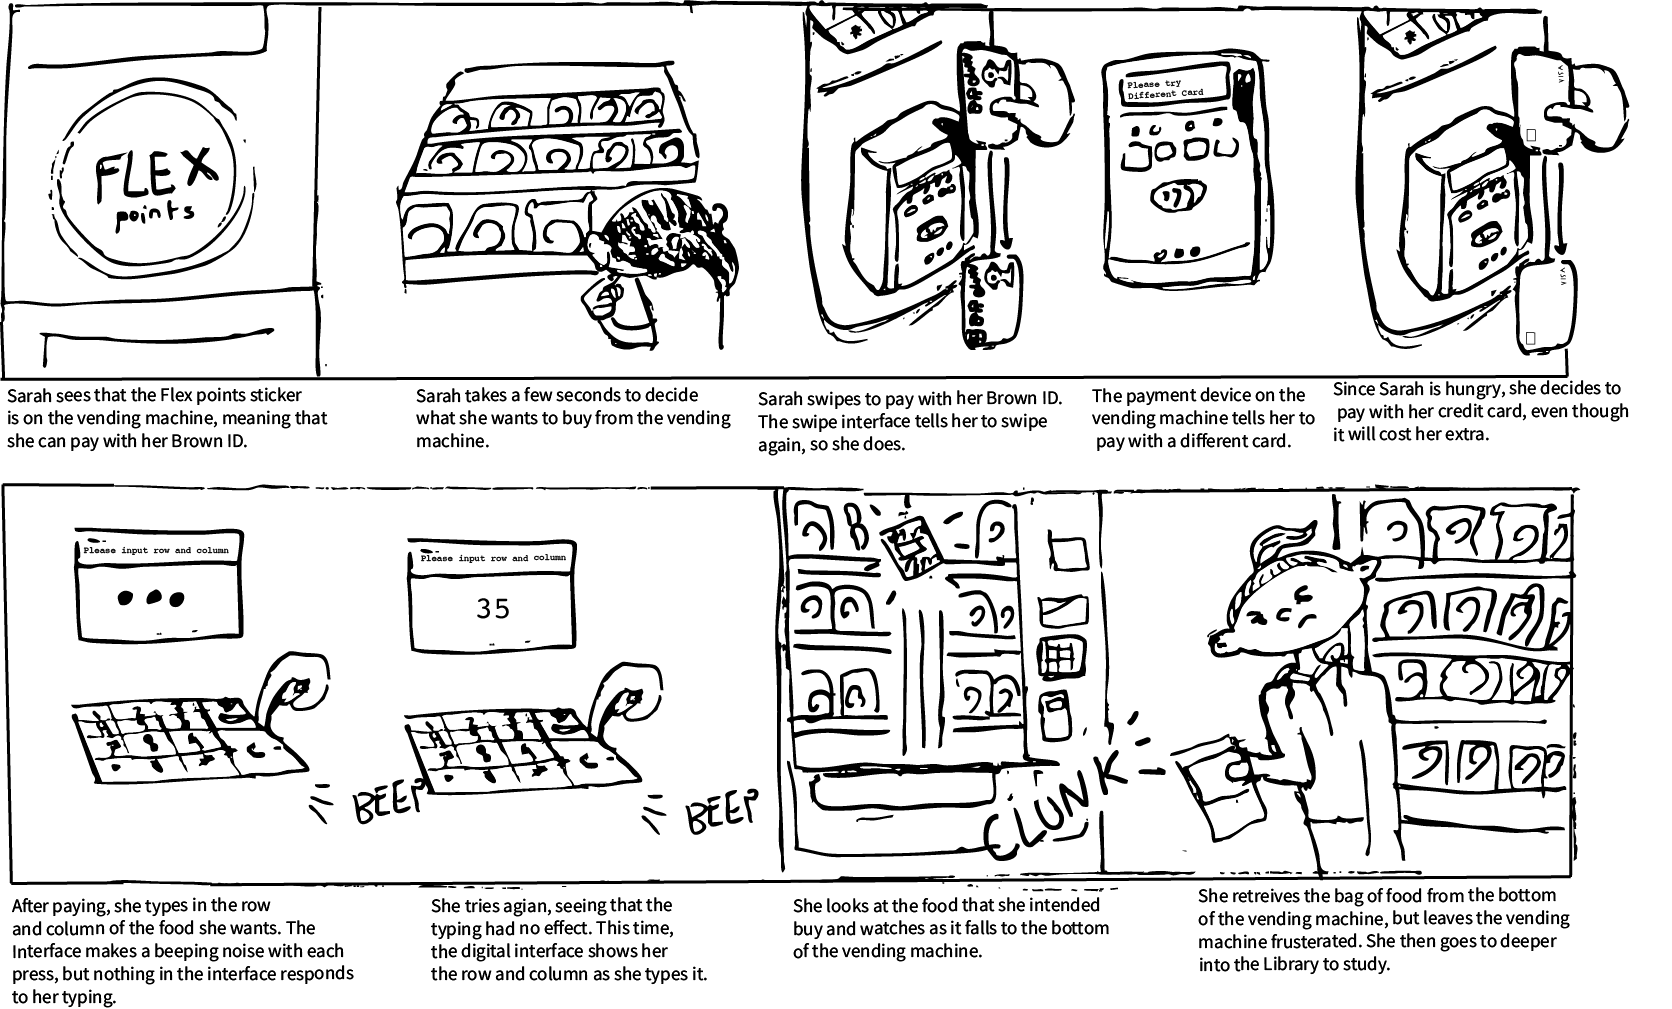 FLEX
points
Please try
Different Card
VSIA
VSIA
Sarah sees that the Flex points sticker
is on the vending machine, meaning that
she can pay with her Brown ID.
Sarah takes a few seconds to decide
what she wants to buy from the vending
machine.
Sarah swipes to pay with her Brown ID.
The swipe interface tells her to swipe
again, so she does.
The payment device on the
vending machine tells her to
pay with a different card.
Since Sarah is hungry, she decides to
pay with her credit card, even though
it will cost her extra.
Please input row and column
BEEP
Please input row and column
35
BEEP
CLUNK
After paying, she types in the row
and column of the food she wants. The
Interface makes a beeping noise with each
press, but nothing in the interface responds
to her typing.
She tries agian, seeing that the
typing had no effect. This time,
the digital interface shows her
the row and column as she types it.
She looks at the food that she intended
buy and watches as it falls to the bottom
of the vending machine.
She retreives the bag of food from the bottom
of the vending machine, but leaves the vending
machine frusterated. She then goes to deeper
into the Library to study.